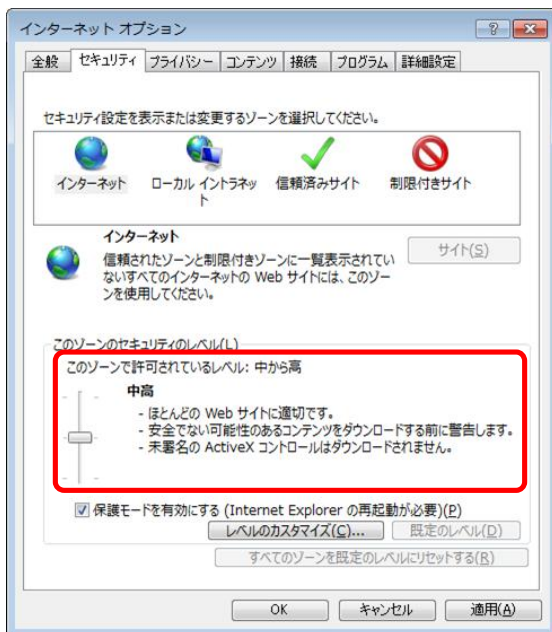 インターネット オプション
全般 セキュリティ プライバシー コンテンツ 接続 プログラム 詳細設定
セキュリティ設定を表示または変更するゾーンを選択してください。
インターネット ローカル イントラネッ 信頼済みサイト 制限付きサイト
ト
インターネット
サイト(S)
信頼されたゾーンと制限付きゾーンに一覧表示されてい
ないすべてのインターネットの Web サイトには、このゾー
ンを使用してください。
このゾーンのセキュリティのレベル(L)
このゾーンで許可されているレベル: 中から高
中高
- ほとんどの Web サイトに適切です。
- 安全でない可能性のあるコンテンツをダウンロードする前に警告します。
- 未署名の ActiveX コントロールはダウンロードされません。
保護モードを有効にする (Internet Explorer の再起動が必要)(P)
レベルのカスタマイズ(C)... 既定のレベル(D)
すべてのゾーンを既定のレベルにリセットする(R)
OK キャンセル 適用(A)